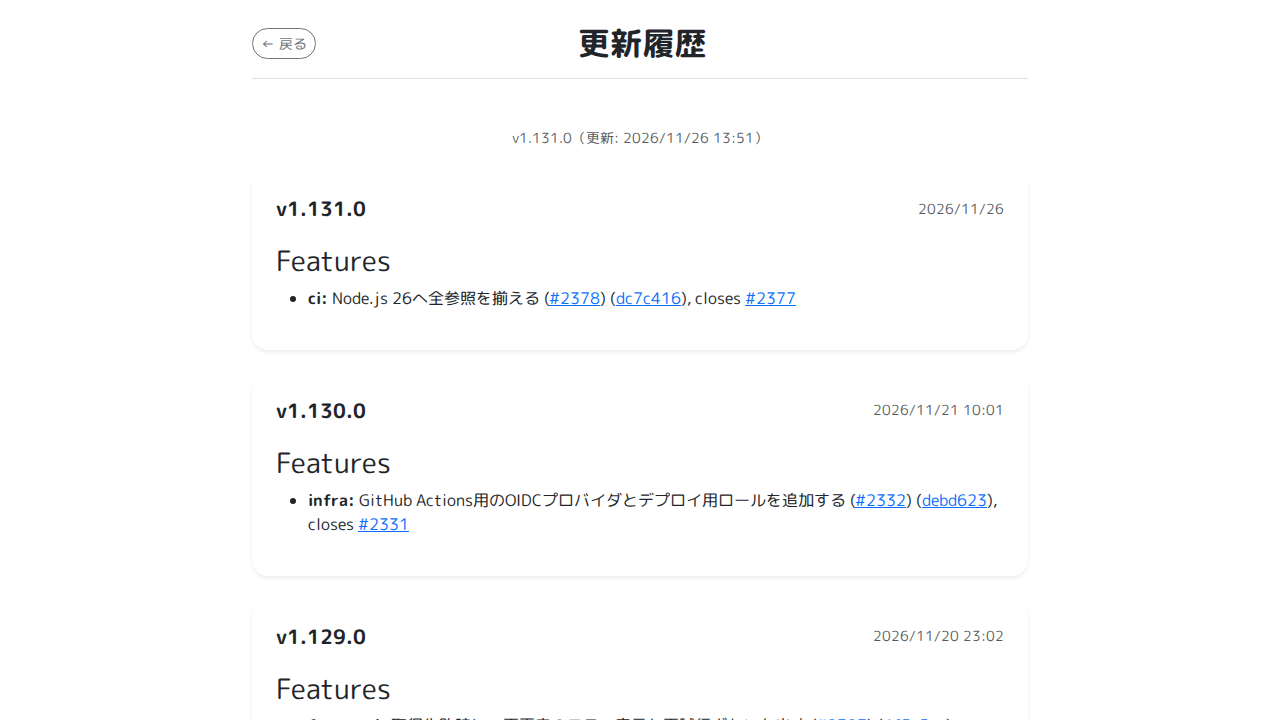 ← 戻る
更新履歴
v1.131.0（更新: 2026/11/26 13:51）
v1.131.0
2026/11/26
Features
ci: Node.js 26へ全参照を揃える (#2378) (dc7c416), closes #2377
v1.130.0
2026/11/21 10:01
Features
infra: GitHub Actions用のOIDCプロバイダとデプロイ用ロールを追加する (#2332) (debd623),
closes #2331
v1.129.0
2026/11/20 23:02
Features